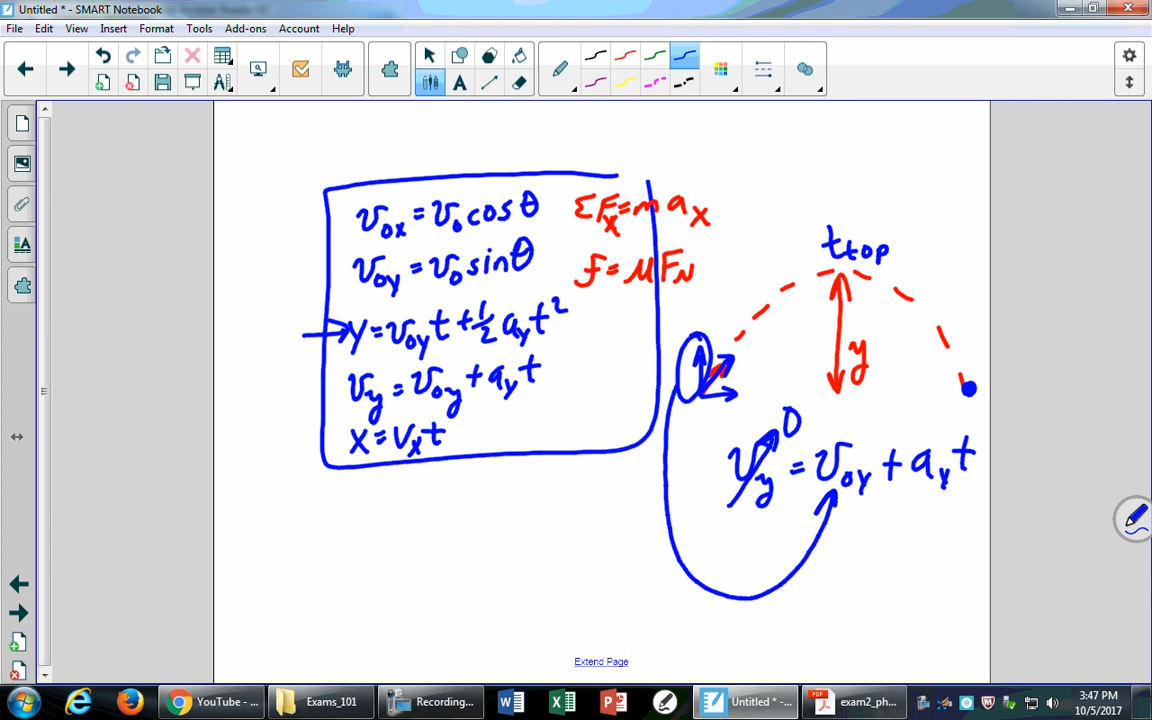 Untitled * - SMART Notebook
File Edit View Insert Format Tools Add-ons Account Help
v₀ₓ = v₀ cos θ
ΣFₓ = m aₓ
v₀y = v₀ sin θ
f = μ F_N
y = v₀y t + ½ ay t²
vy = v₀y + ay t
x = vₓ t
t top
y
0
vy = v₀y + ay t
Extend Page
YouTube - ...
Exams_101
Recording...
Untitled * -...
exam2_ph...
3:47 PM
10/5/2017